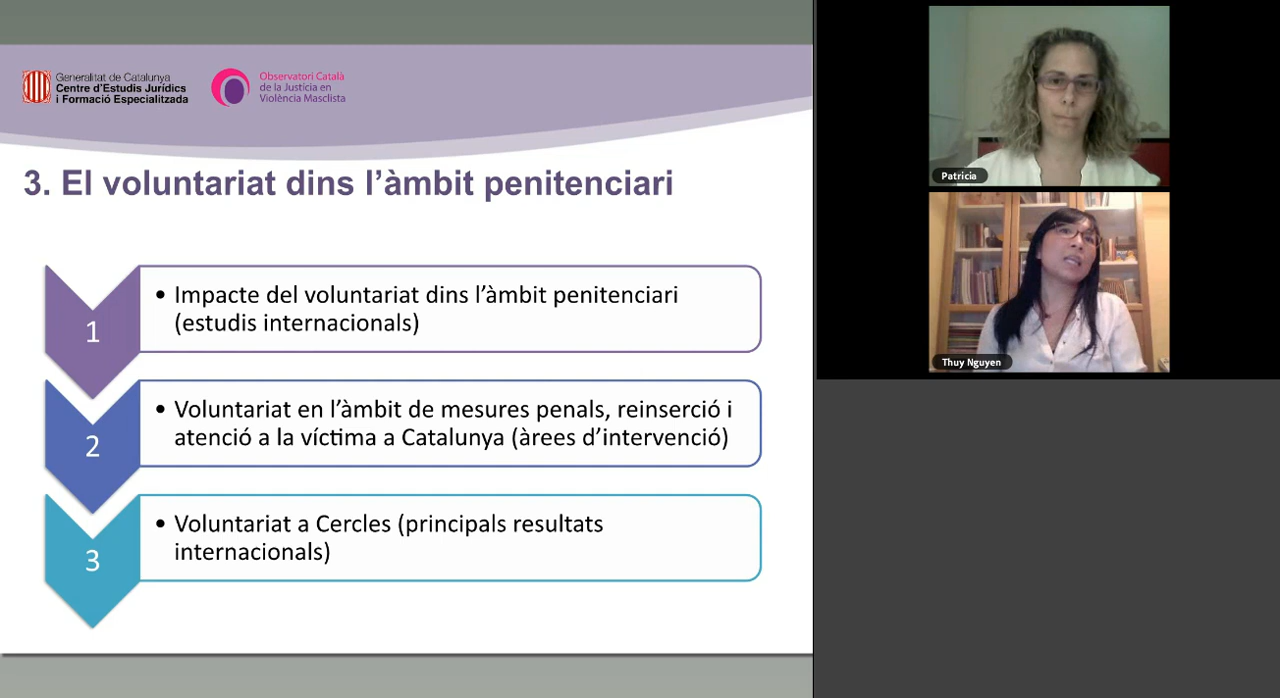 Generalitat de Catalunya
Centre d'Estudis Jurídics
i Formació Especialitzada
Observatori Català
de la Justícia en
Violència Masclista
3. El voluntariat dins l’àmbit penitenciari
1
• Impacte del voluntariat dins l’àmbit penitenciari
(estudis internacionals)
2
• Voluntariat en l’àmbit de mesures penals, reinserció i
atenció a la víctima a Catalunya (àrees d’intervenció)
3
• Voluntariat a Cercles (principals resultats
internacionals)
Patricia
Thuy Nguyen